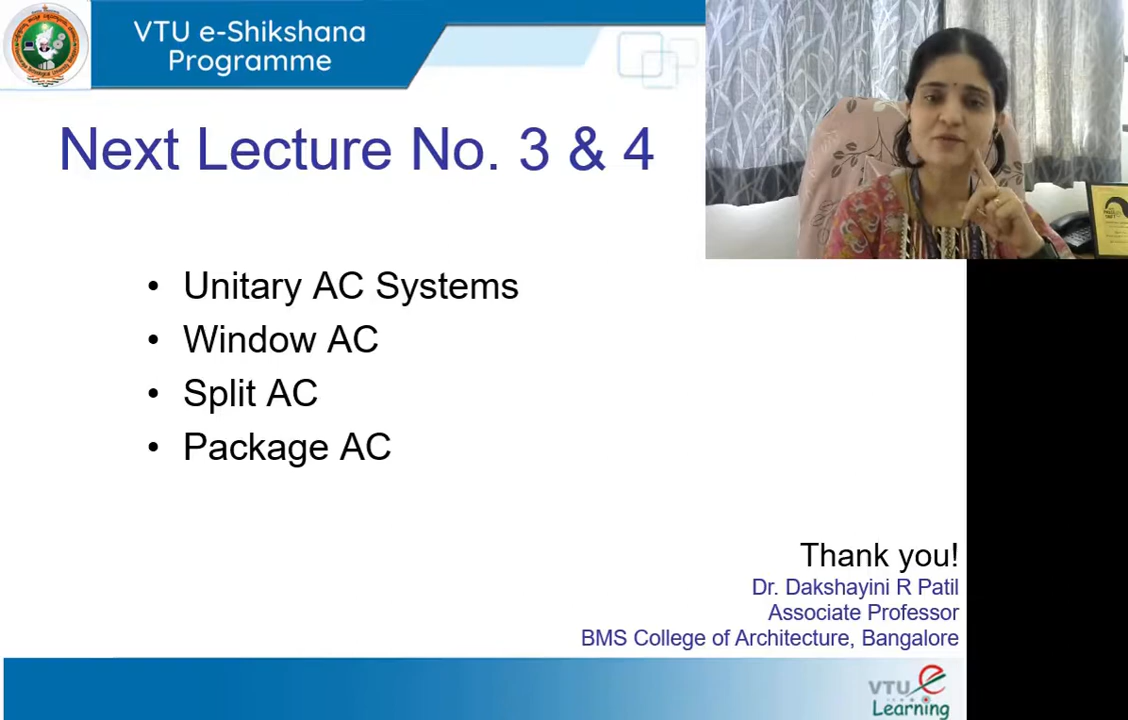 VTU e-Shikshana
Programme
Next Lecture No. 3 & 4
• Unitary AC Systems
• Window AC
• Split AC
• Package AC
Thank you!
Dr. Dakshayini R Patil
Associate Professor
BMS College of Architecture, Bangalore
VTU e
Learning